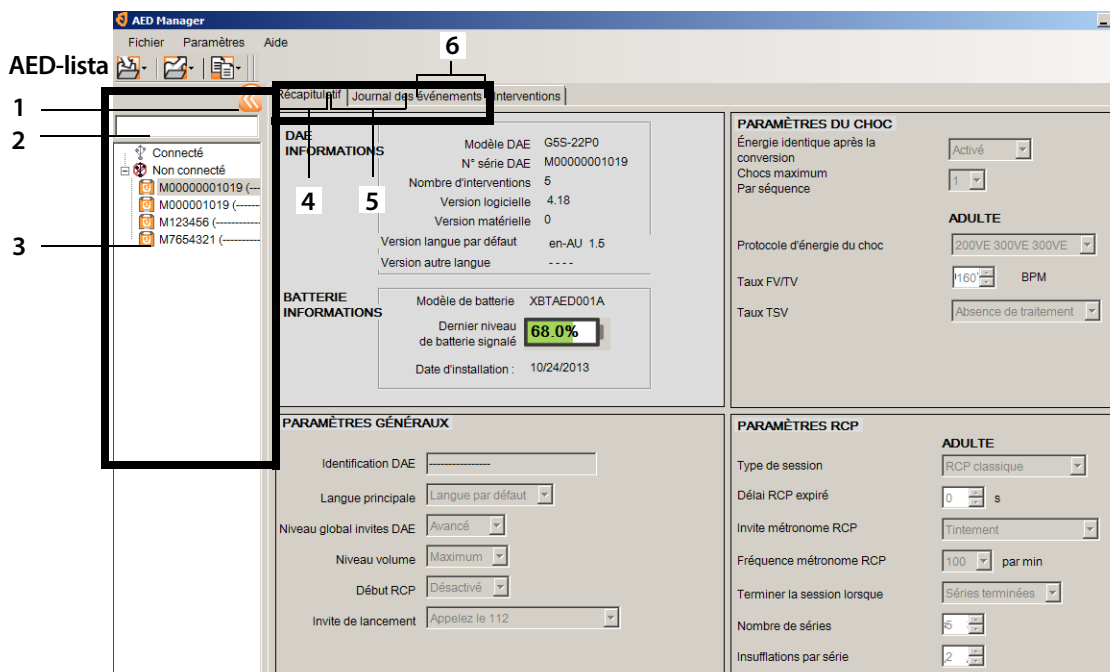 AED Manager
Fichier Paramètres Aide
AED-lista
6
1
Récapitulatif Journal des événements Interventions
2
Connecté
Non connecté
M00000001019 (---
M000001019 (------
M123456 (-----------
3
M7654321 (----------
DAE
INFORMATIONS
4
5
Modèle DAE G5S-22P0
N° série DAE M00000001019
Nombre d'interventions 5
Version logicielle 4.18
Version matérielle 0
Version langue par défaut en-AU 1.5
Version autre langue ----
BATTERIE
INFORMATIONS
Modèle de batterie XBTAED001A
Dernier niveau
de batterie signalé
68.0%
Date d'installation : 10/24/2013
PARAMÈTRES DU CHOC
Énergie identique après la
conversion
Activé
Chocs maximum
Par séquence
1
ADULTE
Protocole d'énergie du choc 200VE 300VE 300VE
Taux FV/TV 160 BPM
Taux TSV Absence de traitement
PARAMÈTRES GÉNÉRAUX
Identification DAE ----------------
Langue principale Langue par défaut
Niveau global invites DAE Avancé
Niveau volume Maximum
Début RCP Désactivé
Invite de lancement Appelez le 112
PARAMÈTRES RCP
ADULTE
Type de session RCP classique
Délai RCP expiré 0 s
Invite métronome RCP Tintement
Fréquence métronome RCP 100 par min
Terminer la session lorsque Séries terminées
Nombre de séries 5
Insufflations par série 2